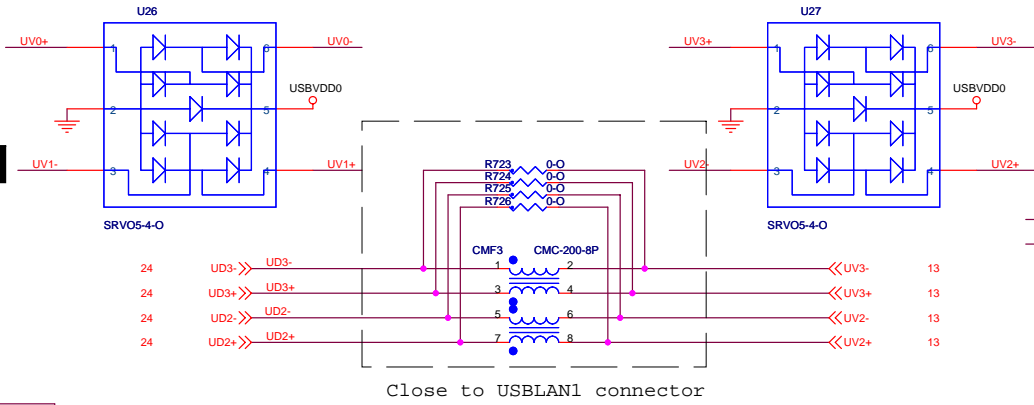 U26 U27
UV0+ 1 6 UV0- UV3+ 1 6 UV3-
USBVDD0 USBVDD0
2 5 2 5
UV1- 3 4 UV1+ UV2- 3 4 UV2+
R723 0-O
R724 0-O
R725 0-O
R726 0-O
SRVO5-4-O SRVO5-4-O
CMF3 CMC-200-8P
24 UD3- UD3- 1 2 UV3- 13
24 UD3+ UD3+ 3 4 UV3+ 13
24 UD2- UD2- 5 6 UV2- 13
24 UD2+ UD2+ 7 8 UV2+ 13
Close to USBLAN1 connector